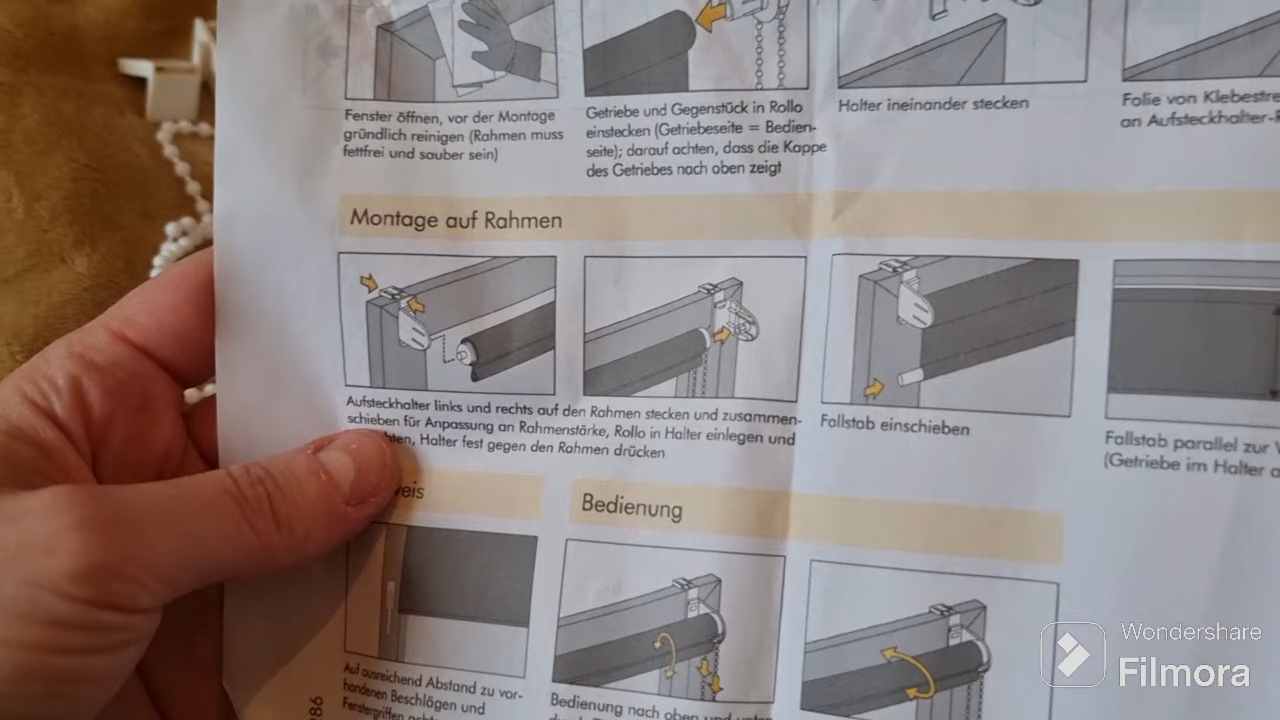 Fenster öffnen, vor der Montage
gründlich reinigen (Rahmen muss
fettfrei und sauber sein)
Getriebe und Gegenstück in Rollo
einstecken (Getriebeseite = Bedien-
seite); darauf achten, dass die Kappe
des Getriebes nach oben zeigt
Halter ineinander stecken
Folie von
an
Montage auf Rahmen
Aufsteckhalter links und rechts auf den Rahmen stecken und zusammen-
schieben für Anpassung an Rahmenstärke, Rollo in Halter einlegen und
Halter fest gegen den Rahmen drücken
Fallstab einschieben
Fallstab parallel zur
(Getriebe im Halter
Bedienung
Auf ausreichend Abstand zu vor-
handenen Beschlägen und
Fenstergriffen
Bedienung nach oben und
86
Wondershare
Filmora